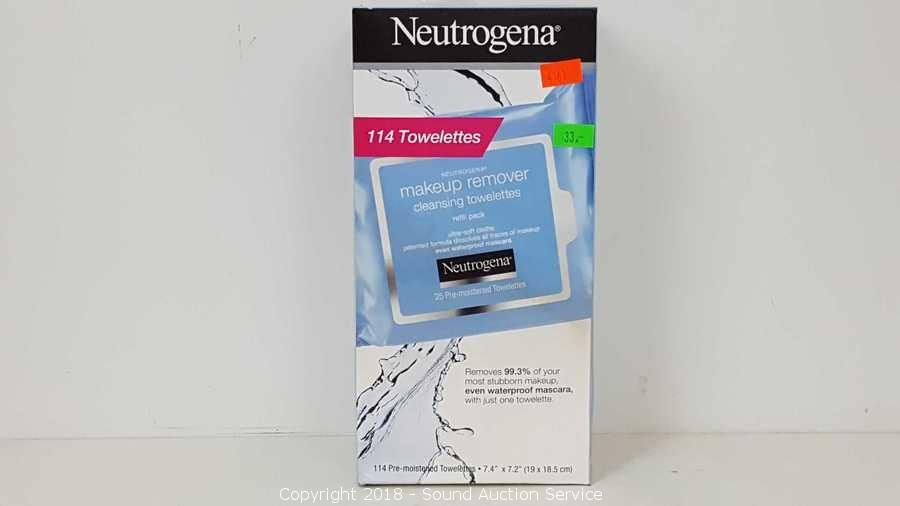 Neutrogena®
4161
33.-
114 Towelettes
NEUTROGENA®
makeup remover
cleansing towelettes
refill pack
ultra-soft cloths
patented formula dissolves all traces of makeup
even waterproof mascara
Neutrogena®
25 Pre-moistened Towelettes
Removes 99.3% of your
most stubborn makeup,
even waterproof mascara,
with just one towelette.
114 Pre-moistened Towelettes • 7.4" x 7.2" (19 x 18.5 cm)
Copyright 2018 - Sound Auction Service